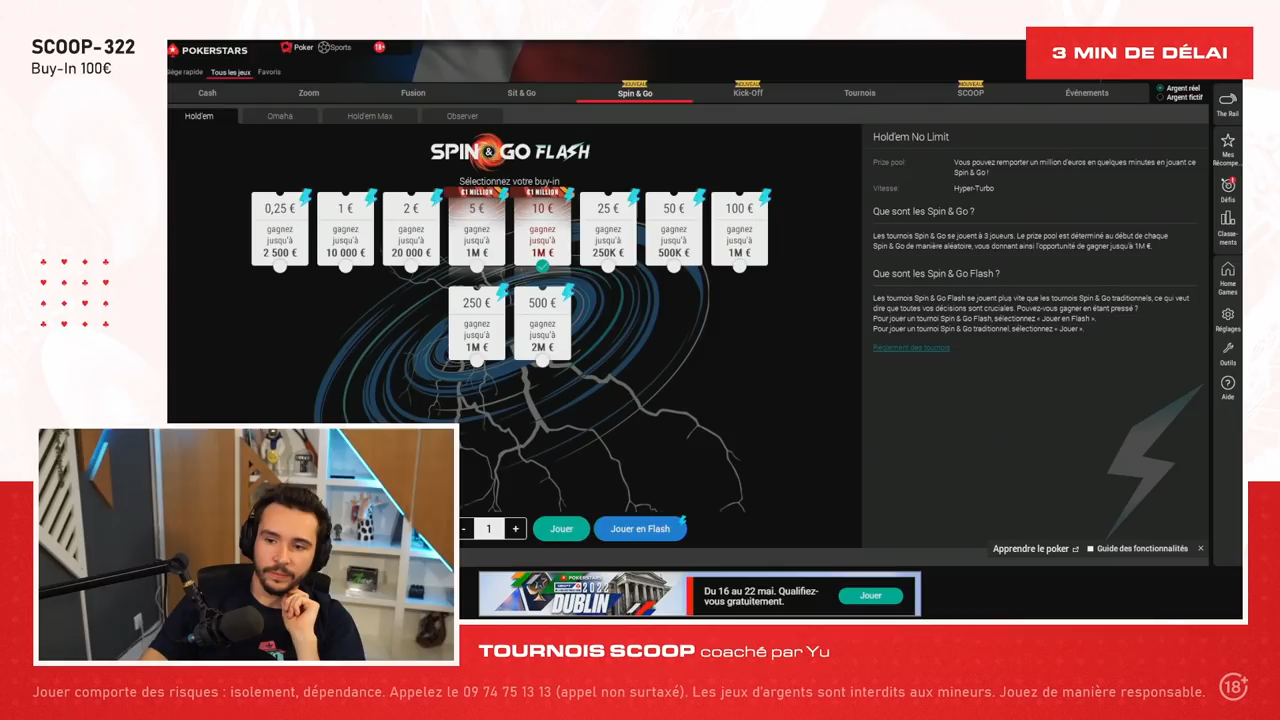 SCOOP-322
Buy-In 100€
3 MIN DE DÉLAI
POKERSTARS
Poker
Sports
18+
Siège rapide
Tous les jeux
Favoris
Cash
Zoom
Fusion
Sit & Go
NOUVEAU
Spin & Go
NOUVEAU
Kick-Off
Tournois
NOUVEAU
SCOOP
Événements
Argent réel
Argent fictif
Hold'em
Omaha
Hold'em Max
Observer
SPIN & GO FLASH
Sélectionnez votre buy-in
0,25 €
gagnez
jusqu'à
2 500 €
1 €
gagnez
jusqu'à
10 000 €
2 €
gagnez
jusqu'à
20 000 €
€1 MILLION
5 €
gagnez
jusqu'à
1M €
€1 MILLION
10 €
gagnez
jusqu'à
1M €
25 €
gagnez
jusqu'à
250K €
50 €
gagnez
jusqu'à
500K €
100 €
gagnez
jusqu'à
1M €
250 €
gagnez
jusqu'à
1M €
500 €
gagnez
jusqu'à
2M €
- 1 +
Jouer
Jouer en Flash
Hold'em No Limit
Prize pool:
Vous pouvez remporter un million d'euros en quelques minutes en jouant ce
Spin & Go !
Vitesse:
Hyper-Turbo
Que sont les Spin & Go ?
Les tournois Spin & Go se jouent à 3 joueurs. Le prize pool est déterminé au début de chaque
Spin & Go de manière aléatoire, vous donnant ainsi l'opportunité de gagner jusqu'à 1M €.
Que sont les Spin & Go Flash ?
Les tournois Spin & Go Flash se jouent plus vite que les tournois Spin & Go traditionnels, ce qui veut
dire que toutes vos décisions sont cruciales. Pouvez-vous gagner en étant pressé ?
Pour jouer un tournoi Spin & Go Flash, sélectionnez « Jouer en Flash ».
Pour jouer un tournoi Spin & Go traditionnel, sélectionnez « Jouer ».
Règlement des tournois
Apprendre le poker
Guide des fonctionnalités
The Rail
Mes
Récompe...
Défis
Classe-
ments
Home
Games
Réglages
Outils
Aide
POKERSTARS
2022
DUBLIN
Du 16 au 22 mai. Qualifiez-
vous gratuitement.
Jouer
TOURNOIS SCOOP coaché par Yu
Jouer comporte des risques : isolement, dépendance. Appelez le 09 74 75 13 13 (appel non surtaxé). Les jeux d'argents sont interdits aux mineurs. Jouez de manière responsable.
18+